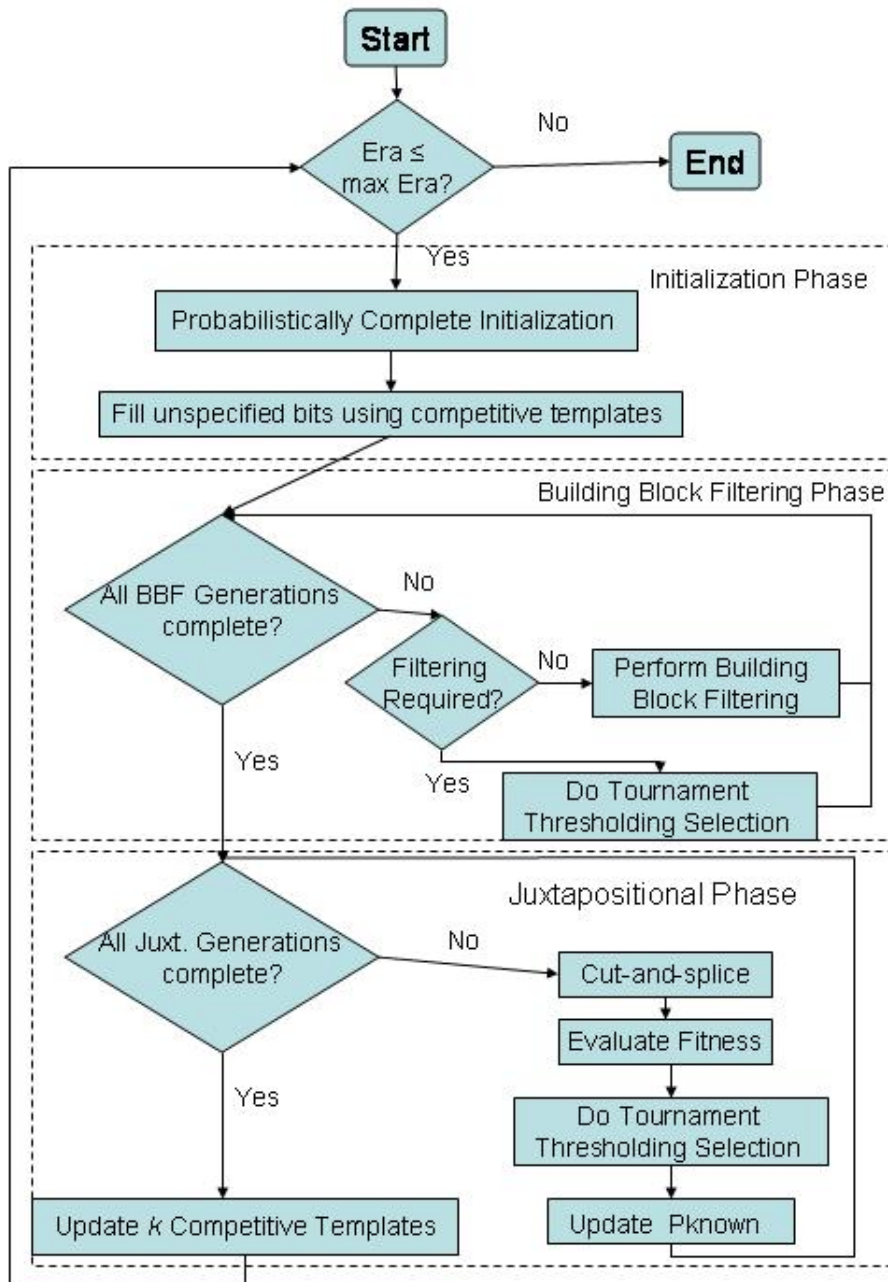 Start
Era ≤
max Era?
No
End
Yes
Initialization Phase
Probabilistically Complete Initialization
Fill unspecified bits using competitive templates
Building Block Filtering Phase
All BBF Generations
complete?
No
Filtering
Required?
No
Perform Building
Block Filtering
Yes
Yes
Do Tournament
Thresholding Selection
Juxtapositional Phase
All Juxt. Generations
complete?
No
Cut-and-splice
Evaluate Fitness
Yes
Do Tournament
Thresholding Selection
Update k Competitive Templates
Update Pknown